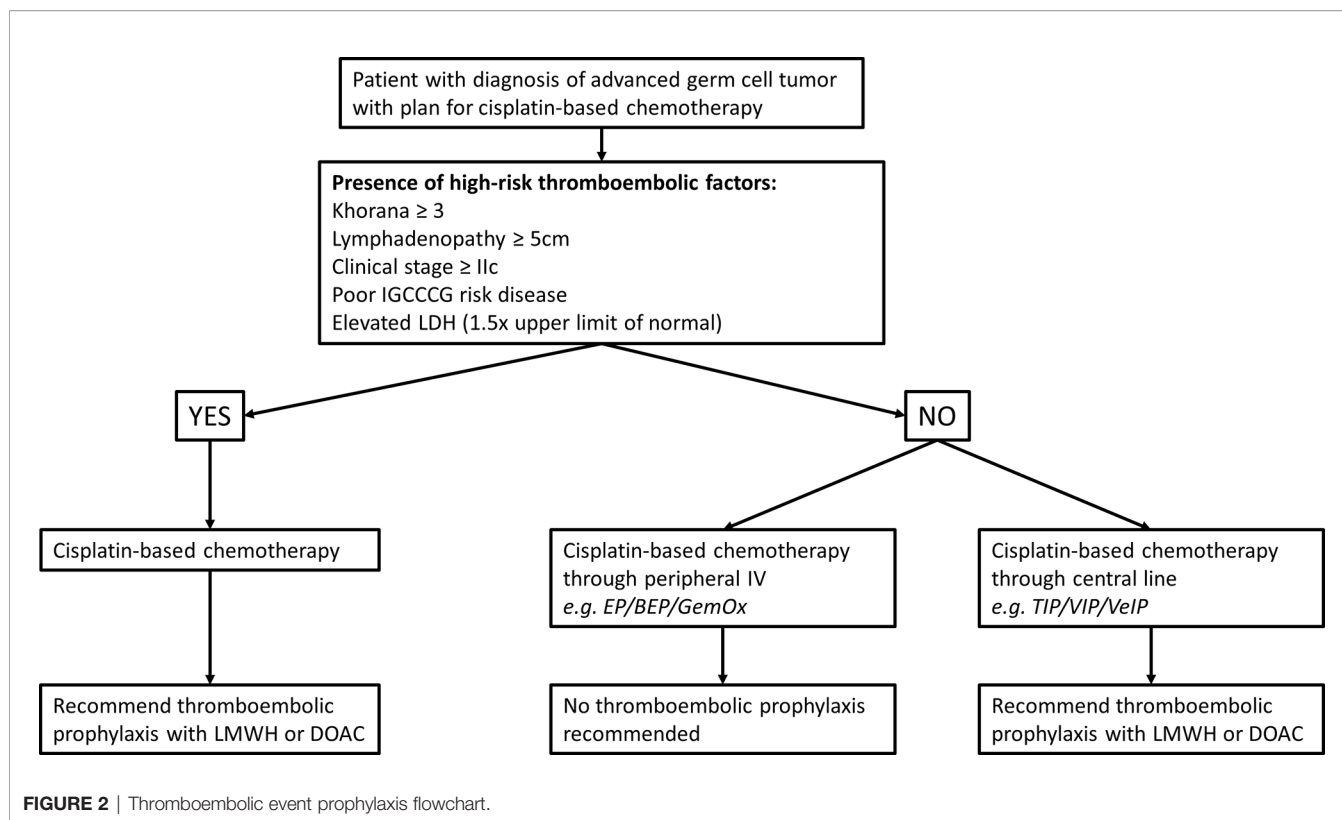 Patient with diagnosis of advanced germ cell tumor
with plan for cisplatin-based chemotherapy
Presence of high-risk thromboembolic factors:
Khorana ≥ 3
Lymphadenopathy ≥ 5cm
Clinical stage ≥ IIc
Poor IGCCCG risk disease
Elevated LDH (1.5x upper limit of normal)
YES
NO
Cisplatin-based chemotherapy
Cisplatin-based chemotherapy
through peripheral IV
e.g. EP/BEP/GemOx
Cisplatin-based chemotherapy
through central line
e.g. TIP/VIP/VeIP
Recommend thromboembolic
prophylaxis with LMWH or DOAC
No thromboembolic prophylaxis
recommended
Recommend thromboembolic
prophylaxis with LMWH or DOAC
FIGURE 2 | Thromboembolic event prophylaxis flowchart.